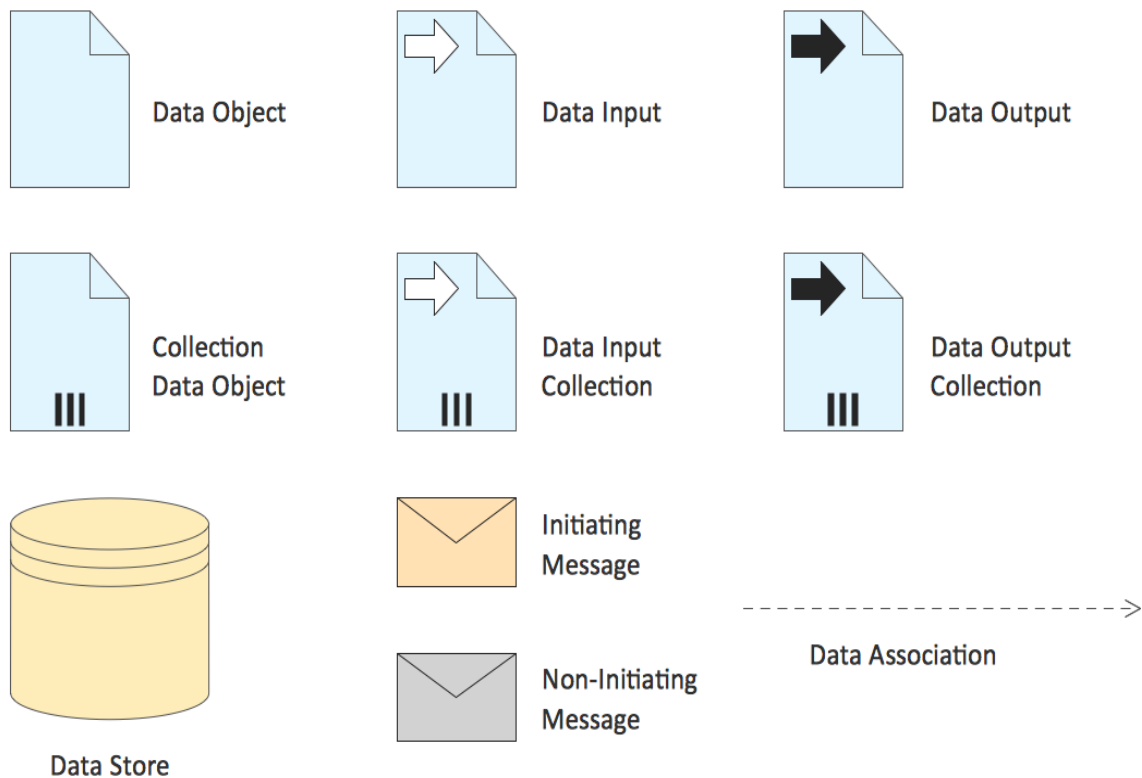 Data Object
Data Input
Data Output
Collection
Data Object
Data Input
Collection
Data Output
Collection
Initiating
Message
Data Association
Non-Initiating
Message
Data Store